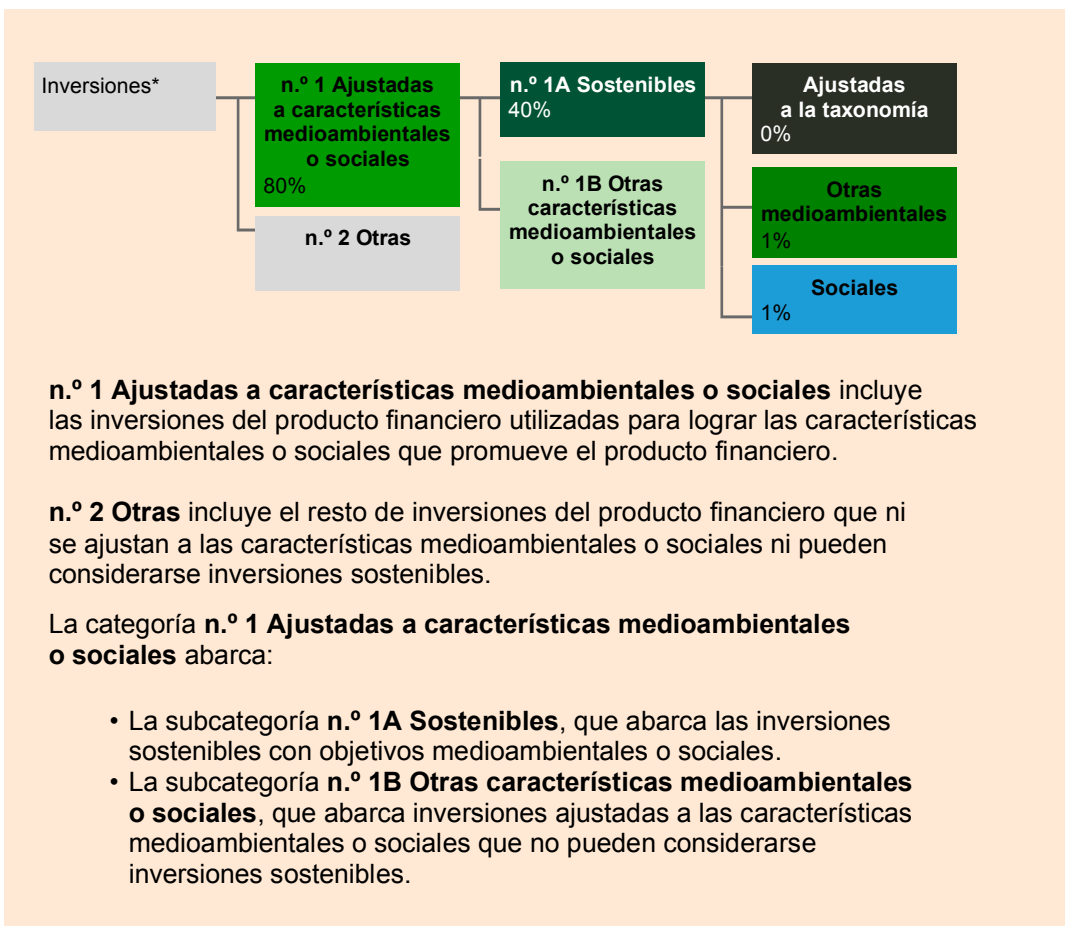 Inversiones*
n.º 1 Ajustadas
a características
medioambientales
o sociales
80%
n.º 2 Otras
n.º 1A Sostenibles
40%
n.º 1B Otras
características
medioambientales
o sociales
Ajustadas
a la taxonomía
0%
Otras
medioambientales
1%
Sociales
1%
n.º 1 Ajustadas a características medioambientales o sociales incluye
las inversiones del producto financiero utilizadas para lograr las características
medioambientales o sociales que promueve el producto financiero.
n.º 2 Otras incluye el resto de inversiones del producto financiero que ni
se ajustan a las características medioambientales o sociales ni pueden
considerarse inversiones sostenibles.
La categoría n.º 1 Ajustadas a características medioambientales
o sociales abarca:
• La subcategoría n.º 1A Sostenibles, que abarca las inversiones
sostenibles con objetivos medioambientales o sociales.
• La subcategoría n.º 1B Otras características medioambientales
o sociales, que abarca inversiones ajustadas a las características
medioambientales o sociales que no pueden considerarse
inversiones sostenibles.